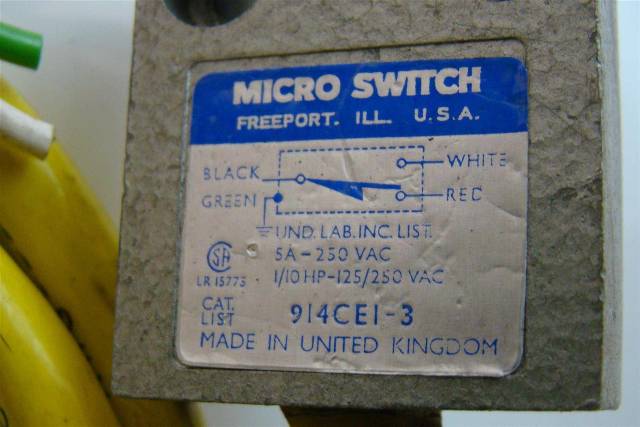 MICRO SWITCH
FREEPORT. ILL. U.S.A.
BLACK
WHITE
GREEN
RED
UND. LAB. INC. LIST.
5A-250 VAC
1/10 HP-125/250 VAC
LR 15775
CAT.
LIST
914CE1-3
MADE IN UNITED KINGDOM